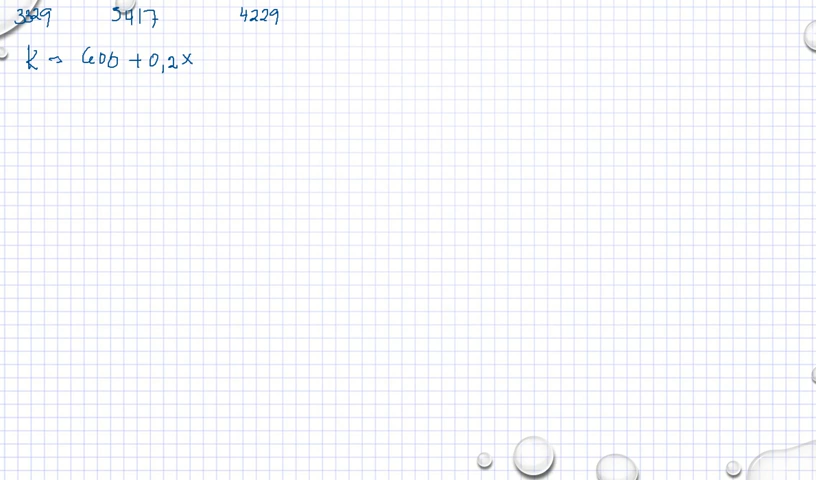 3329 5417 4229
K → 600 + 0,2x